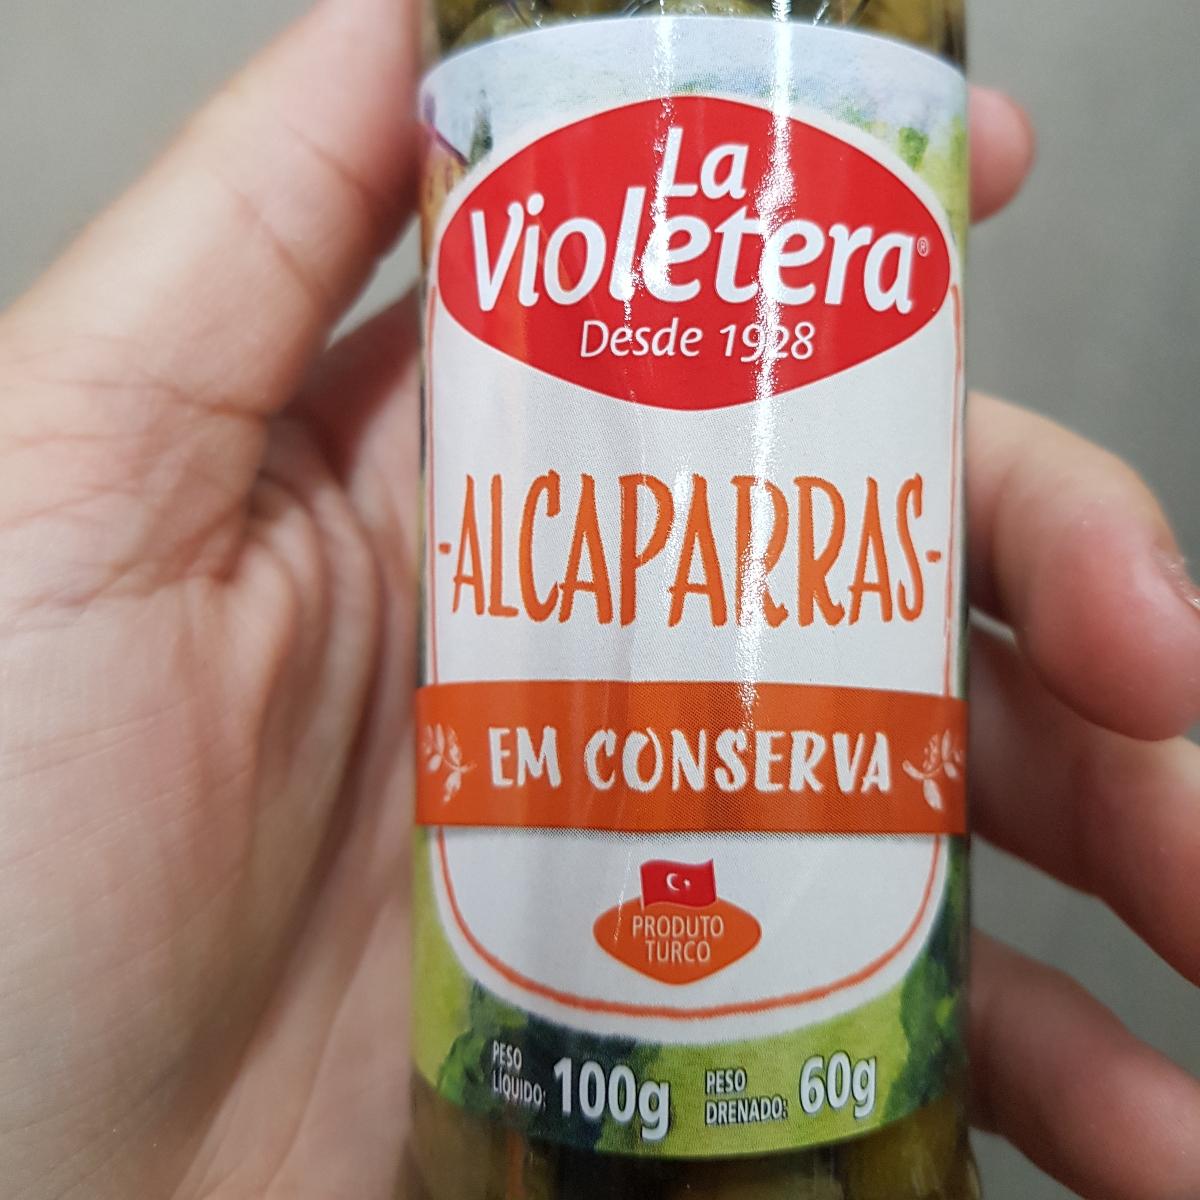 La
Violetera®
Desde 1928
-ALCAPARRAS-
EM CONSERVA
PRODUTO
TURCO
PESO
LÍQUIDO: 100g
PESO
DRENADO: 60g